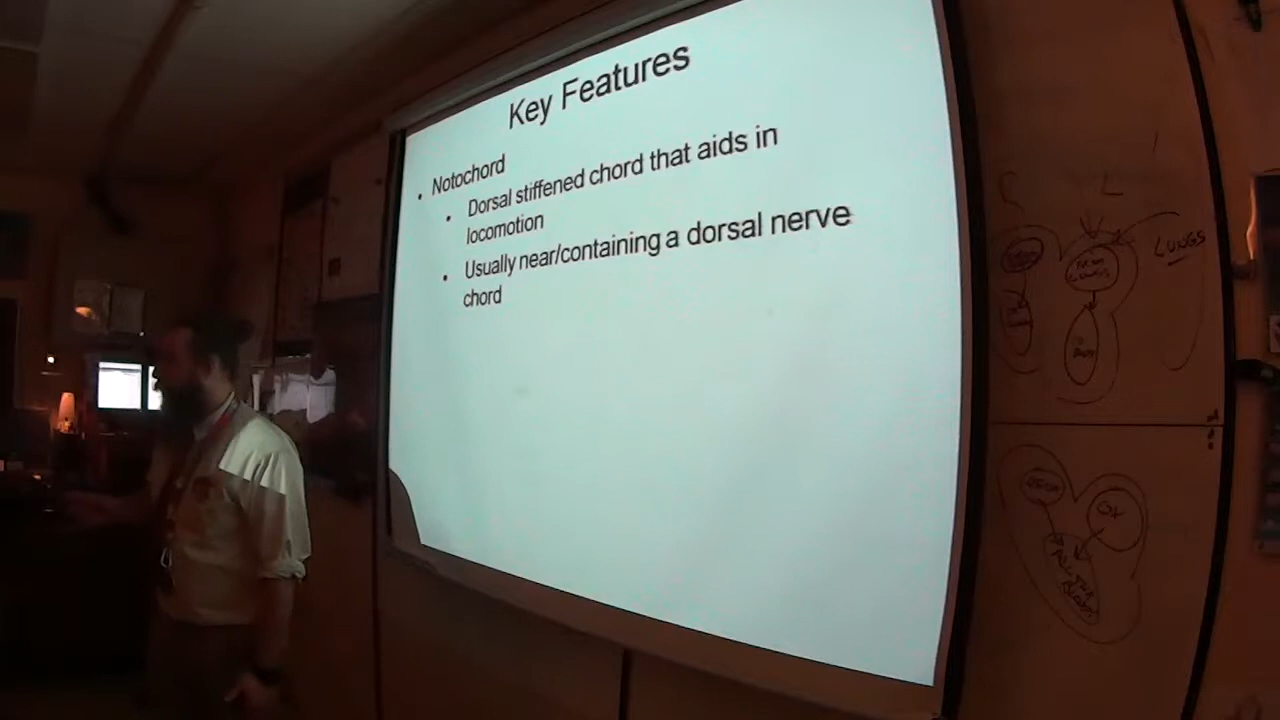 Key Features
• Notochord
• Dorsal stiffened chord that aids in
locomotion
• Usually near/containing a dorsal nerve
chord
L
LUNGS